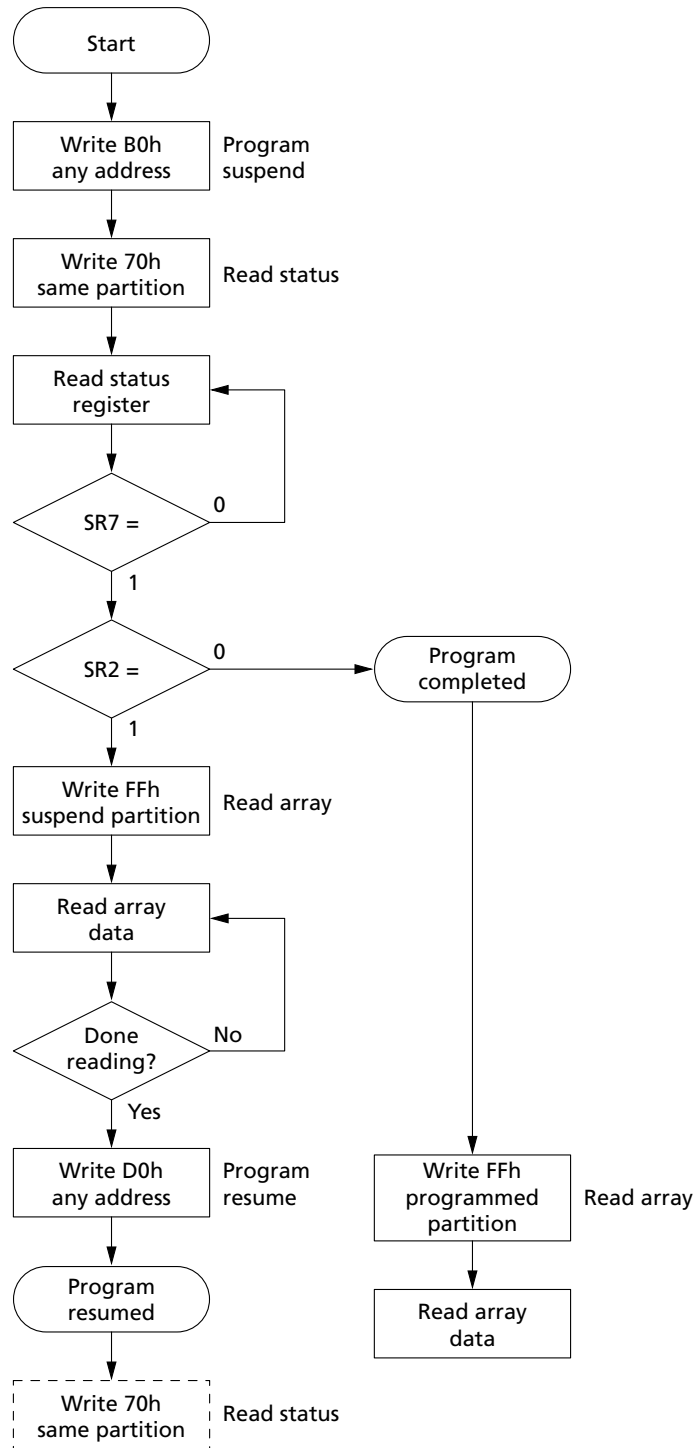 Start
Write B0h
any address
Program
suspend
Write 70h
same partition
Read status
Read status
register
SR7 =
0
1
SR2 =
0
Program
completed
1
Write FFh
suspend partition
Read array
Read array
data
Done
reading?
No
Yes
Write D0h
any address
Program
resume
Write FFh
programmed
partition
Read array
Program
resumed
Read array
data
Write 70h
same partition
Read status